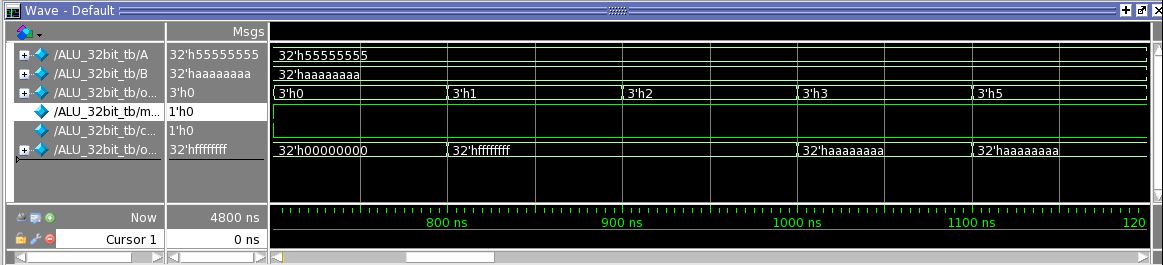 Wave - Default
Msgs
/ALU_32bit_tb/A 32'h55555555 32'h55555555
/ALU_32bit_tb/B 32'haaaaaaaa 32'haaaaaaaa
/ALU_32bit_tb/o... 3'h0 3'h0 3'h1 3'h2 3'h3 3'h5
/ALU_32bit_tb/m... 1'h0
/ALU_32bit_tb/c... 1'h0
/ALU_32bit_tb/o... 32'hffffffff 32'h00000000 32'hffffffff 32'haaaaaaaa 32'haaaaaaaa
Now 4800 ns 800 ns 900 ns 1000 ns 1100 ns 120
Cursor 1 0 ns